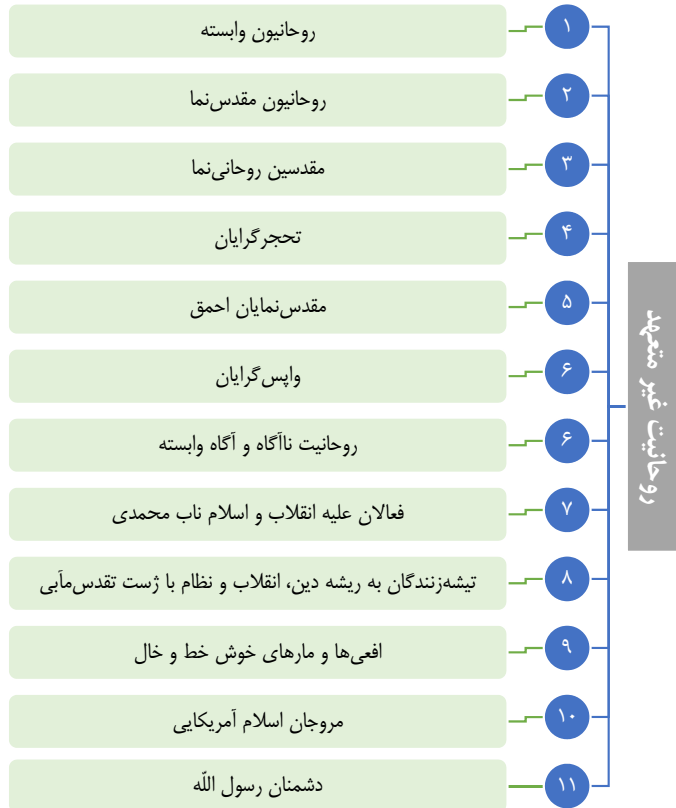 روحانیت غیر متعهد
۱ روحانیون وابسته
۲ روحانیون مقدس‌نما
۳ مقدسین روحانی‌نما
۴ تحجرگرایان
۵ مقدس‌نمایان احمق
۶ واپس‌گرایان
۶ روحانیت ناآگاه و آگاه وابسته
۷ فعالان علیه انقلاب و اسلام ناب محمدی
۸ تیشه‌زنندگان به ریشه دین، انقلاب و نظام با ژست تقدس‌مآبی
۹ افعی‌ها و مارهای خوش خط و خال
۱۰ مروجان اسلام آمریکایی
۱۱ دشمنان رسول اللّه